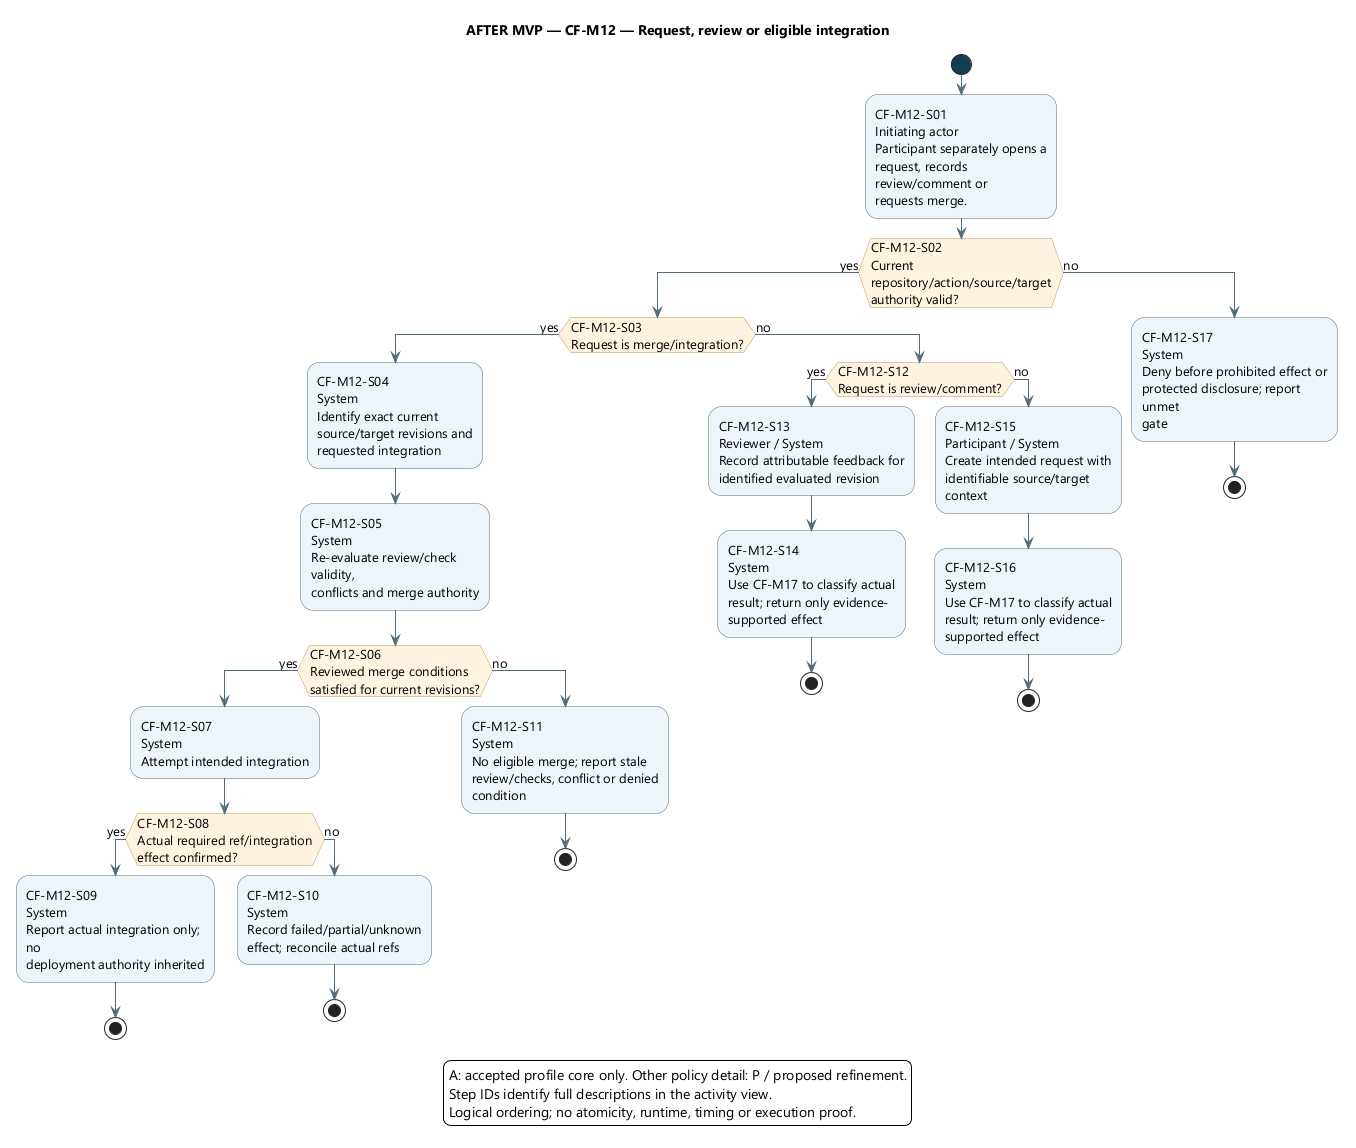 AFTER MVP — CF-M12 — Request, review or eligible integration
CF-M12-S01
Initiating actor
Participant separately opens a
request, records
review/comment or
requests merge.
CF-M12-S02
Current
repository/action/source/target
authority valid?
yes
no
CF-M12-S03
Request is merge/integration?
yes
no
CF-M12-S04
System
Identify exact current
source/target revisions and
requested integration
CF-M12-S05
System
Re-evaluate review/check
validity,
conflicts and merge authority
CF-M12-S06
Reviewed merge conditions
satisfied for current revisions?
yes
no
CF-M12-S07
System
Attempt intended integration
CF-M12-S08
Actual required ref/integration
effect confirmed?
yes
no
CF-M12-S09
System
Report actual integration only;
no
deployment authority inherited
CF-M12-S10
System
Record failed/partial/unknown
effect; reconcile actual refs
CF-M12-S11
System
No eligible merge; report stale
review/checks, conflict or denied
condition
CF-M12-S12
Request is review/comment?
yes
no
CF-M12-S13
Reviewer / System
Record attributable feedback for
identified evaluated revision
CF-M12-S14
System
Use CF-M17 to classify actual
result; return only evidence-
supported effect
CF-M12-S15
Participant / System
Create intended request with
identifiable source/target
context
CF-M12-S16
System
Use CF-M17 to classify actual
result; return only evidence-
supported effect
CF-M12-S17
System
Deny before prohibited effect or
protected disclosure; report
unmet
gate
A: accepted profile core only. Other policy detail: P / proposed refinement.
Step IDs identify full descriptions in the activity view.
Logical ordering; no atomicity, runtime, timing or execution proof.